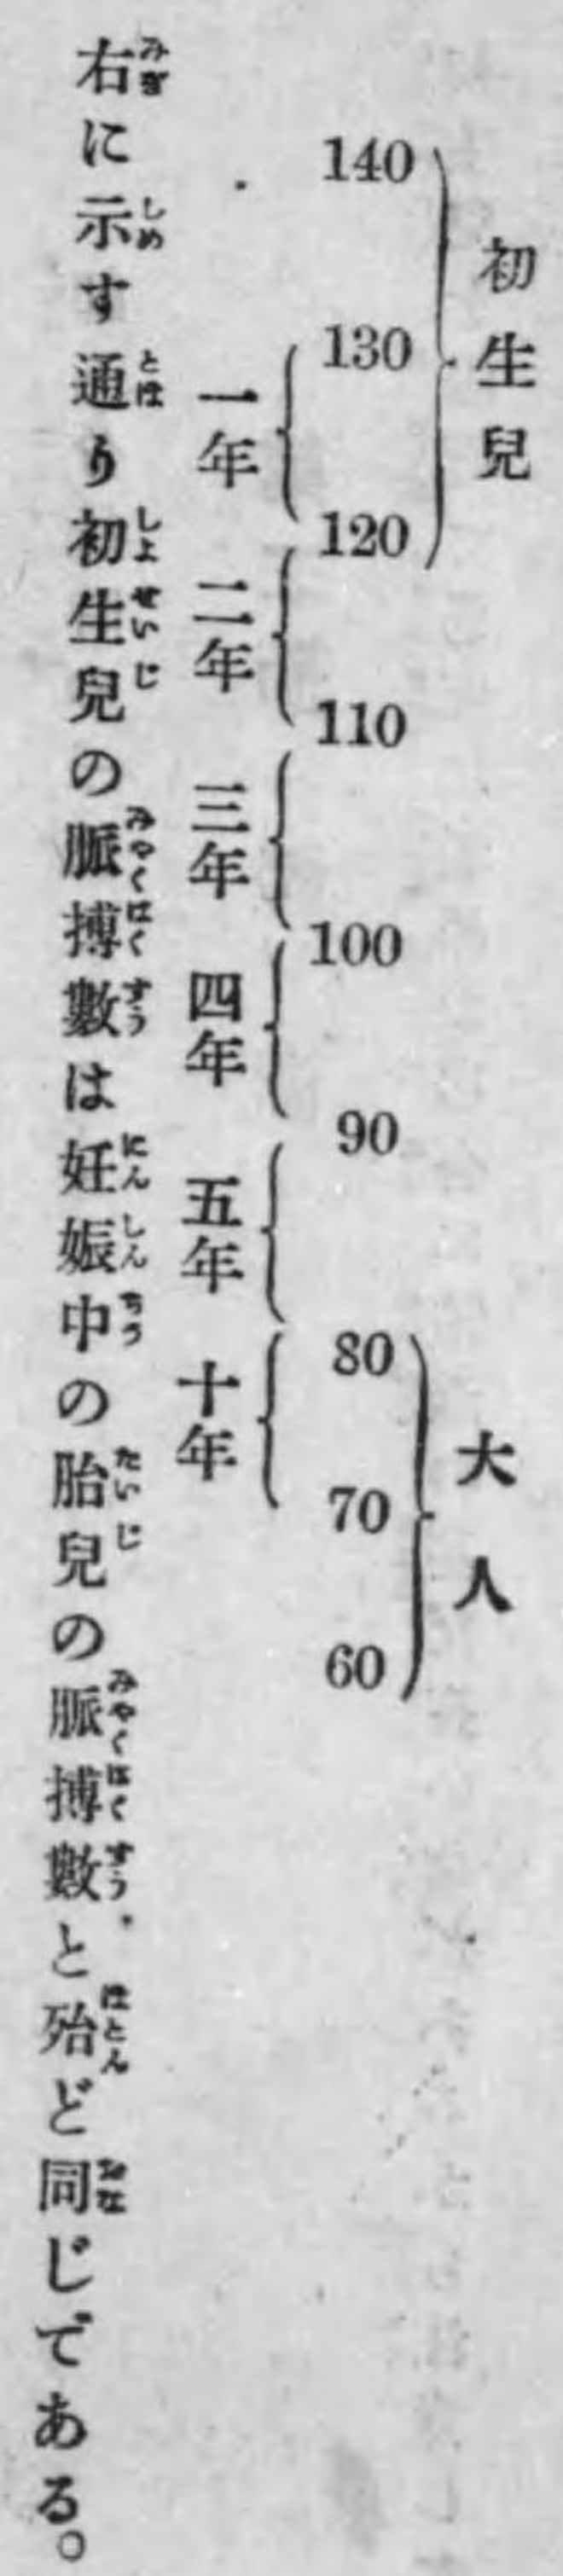 初生兒
大人
140
130
120
110
100
90
80
70
60
一年
二年
三年
四年
五年
十年
右に示す通り初生兒の脈搏數は妊娠中の胎兒の脈搏數と殆ど同じである。